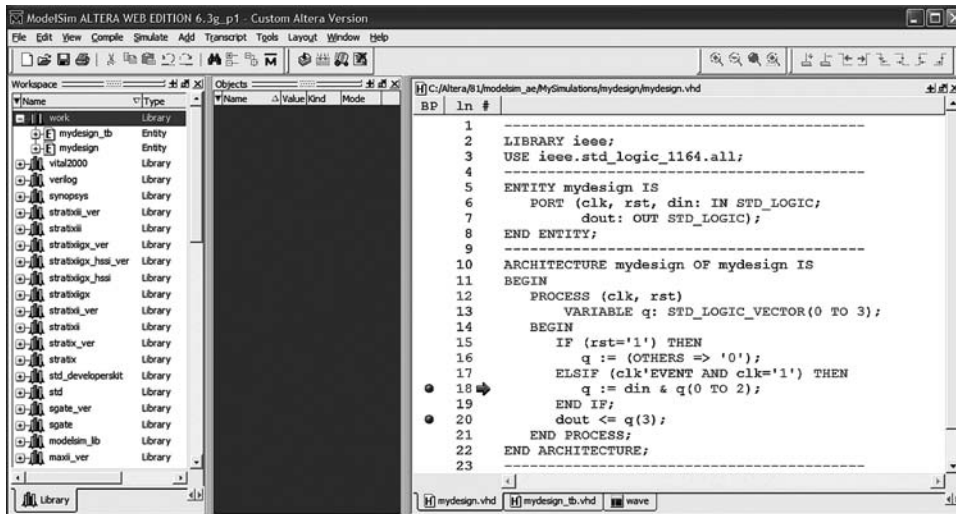 ModelSim ALTERA WEB EDITION 6.3g_p1 - Custom Altera Version
File Edit View Compile Simulate Add Transcript Tools Layout Window Help
Workspace
Name Type
work Library
mydesign_tb Entity
mydesign Entity
vital2000 Library
verilog Library
synopsys Library
stratixiii_ver Library
stratixiii Library
stratixiigx_ver Library
stratixiigx_hssi_ver Library
stratixiigx_hssi Library
stratixiigx Library
stratixii_ver Library
stratixii Library
stratix_ver Library
stratix Library
std_developerskit Library
std Library
sgate_ver Library
sgate Library
modelsim_lib Library
maxii_ver Library
Library
Objects
Name Value Kind Mode
C:/Altera/81/modelsim_ae/MySimulations/mydesign/mydesign.vhd
BP ln #
1 --------------------------------------------
2 LIBRARY ieee;
3 USE ieee.std_logic_1164.all;
4 --------------------------------------------
5 ENTITY mydesign IS
6 PORT (clk, rst, din: IN STD_LOGIC;
7 dout: OUT STD_LOGIC);
8 END ENTITY;
9 --------------------------------------------
10 ARCHITECTURE mydesign OF mydesign IS
11 BEGIN
12 PROCESS (clk, rst)
13 VARIABLE q: STD_LOGIC_VECTOR(0 TO 3);
14 BEGIN
15 IF (rst='1') THEN
16 q := (OTHERS => '0');
17 ELSIF (clk'EVENT AND clk='1') THEN
18 q := din & q(0 TO 2);
19 END IF;
20 dout <= q(3);
21 END PROCESS;
22 END ARCHITECTURE;
23 --------------------------------------------
mydesign.vhd mydesign_tb.vhd wave